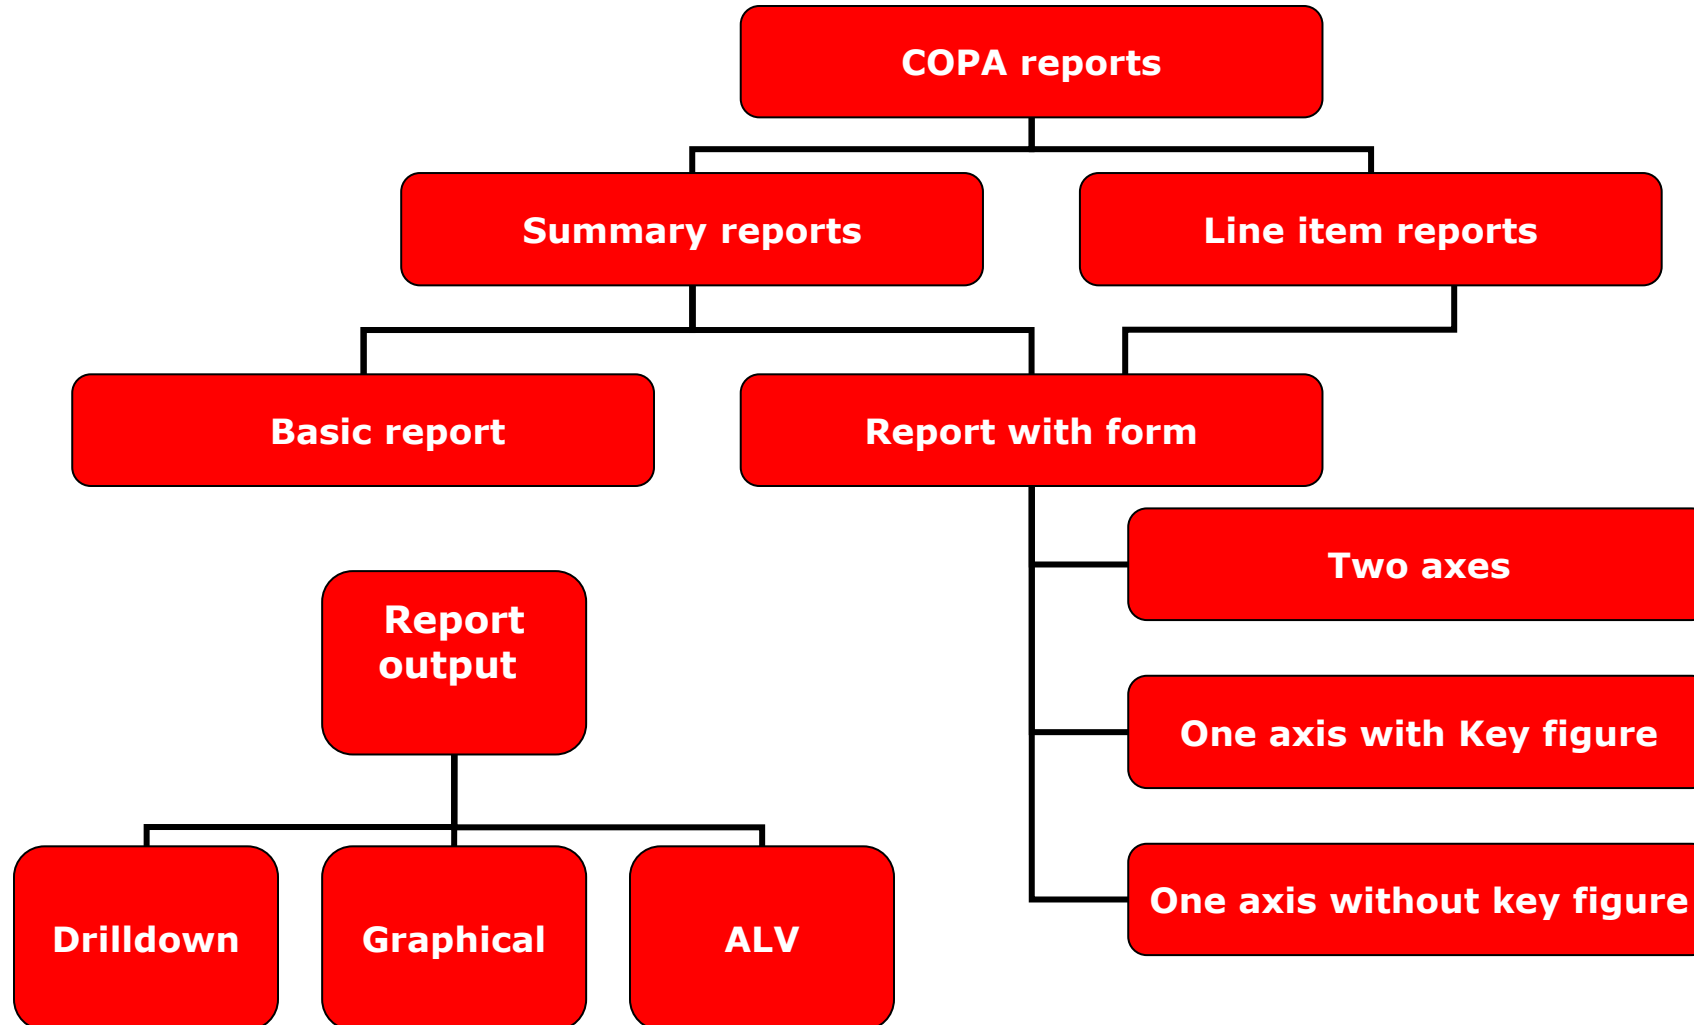 COPA reports
Summary reports
Line item reports
Basic report
Report with form
Two axes
Report
output
One axis with Key figure
One axis without key figure
Drilldown
Graphical
ALV